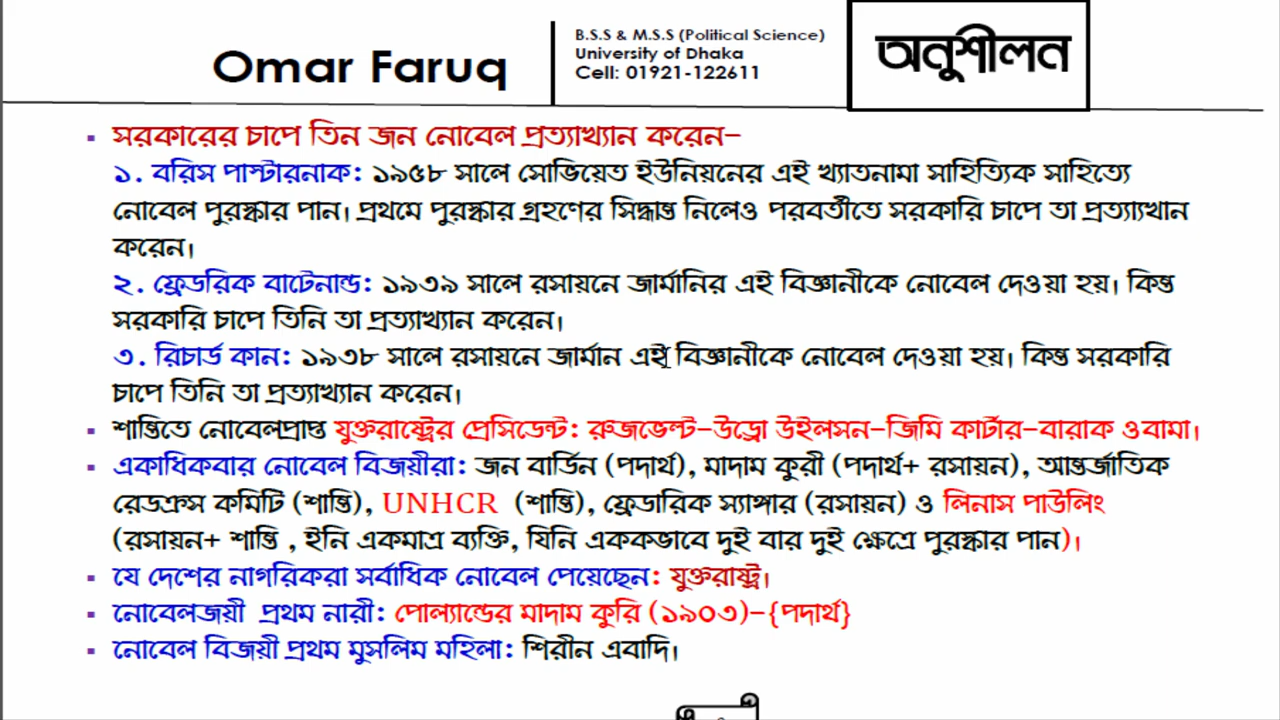 Omar Faruq
B.S.S & M.S.S (Political Science)
University of Dhaka
Cell: 01921-122611
অনুশীলন
▪ সরকারের চাপে তিন জন নোবেল প্রত্যাখ্যান করেন-
১. বরিস পাস্টারনাক: ১৯৫৮ সালে সোভিয়েত ইউনিয়নের এই খ্যাতনামা সাহিত্যিক সাহিত্যে
নোবেল পুরস্কার পান। প্রথমে পুরস্কার গ্রহণের সিদ্ধান্ত নিলেও পরবর্তীতে সরকারি চাপে তা প্রত্যাখান
করেন।
২. ফ্রেডরিক বাটেনান্ড: ১৯৩৯ সালে রসায়নে জার্মানির এই বিজ্ঞানীকে নোবেল দেওয়া হয়। কিন্তু
সরকারি চাপে তিনি তা প্রত্যাখ্যান করেন।
৩. রিচার্ড কান: ১৯৩৮ সালে রসায়নে জার্মান এই বিজ্ঞানীকে নোবেল দেওয়া হয়। কিন্তু সরকারি
চাপে তিনি তা প্রত্যাখ্যান করেন।
▪ শান্তিতে নোবেলপ্রাপ্ত যুক্তরাষ্ট্রের প্রেসিডেন্ট: রুজভেল্ট-উড্রো উইলসন-জিমি কার্টার-বারাক ওবামা।
▪ একাধিকবার নোবেল বিজয়ীরা: জন বার্ডিন (পদার্থ), মাদাম কুরী (পদার্থ+ রসায়ন), আন্তর্জাতিক
রেডক্রস কমিটি (শান্তি), UNHCR (শান্তি), ফ্রেডারিক স্যাঙ্গার (রসায়ন) ও লিনাস পাউলিং
(রসায়ন+ শান্তি , ইনি একমাত্র ব্যক্তি, যিনি এককভাবে দুই বার দুই ক্ষেত্রে পুরস্কার পান)।
▪ যে দেশের নাগরিকরা সর্বাধিক নোবেল পেয়েছেন: যুক্তরাষ্ট্র।
▪ নোবেলজয়ী প্রথম নারী: পোল্যান্ডের মাদাম কুরি (১৯০৩)-{পদার্থ}
▪ নোবেল বিজয়ী প্রথম মুসলিম মহিলা: শিরীন এবাদি।